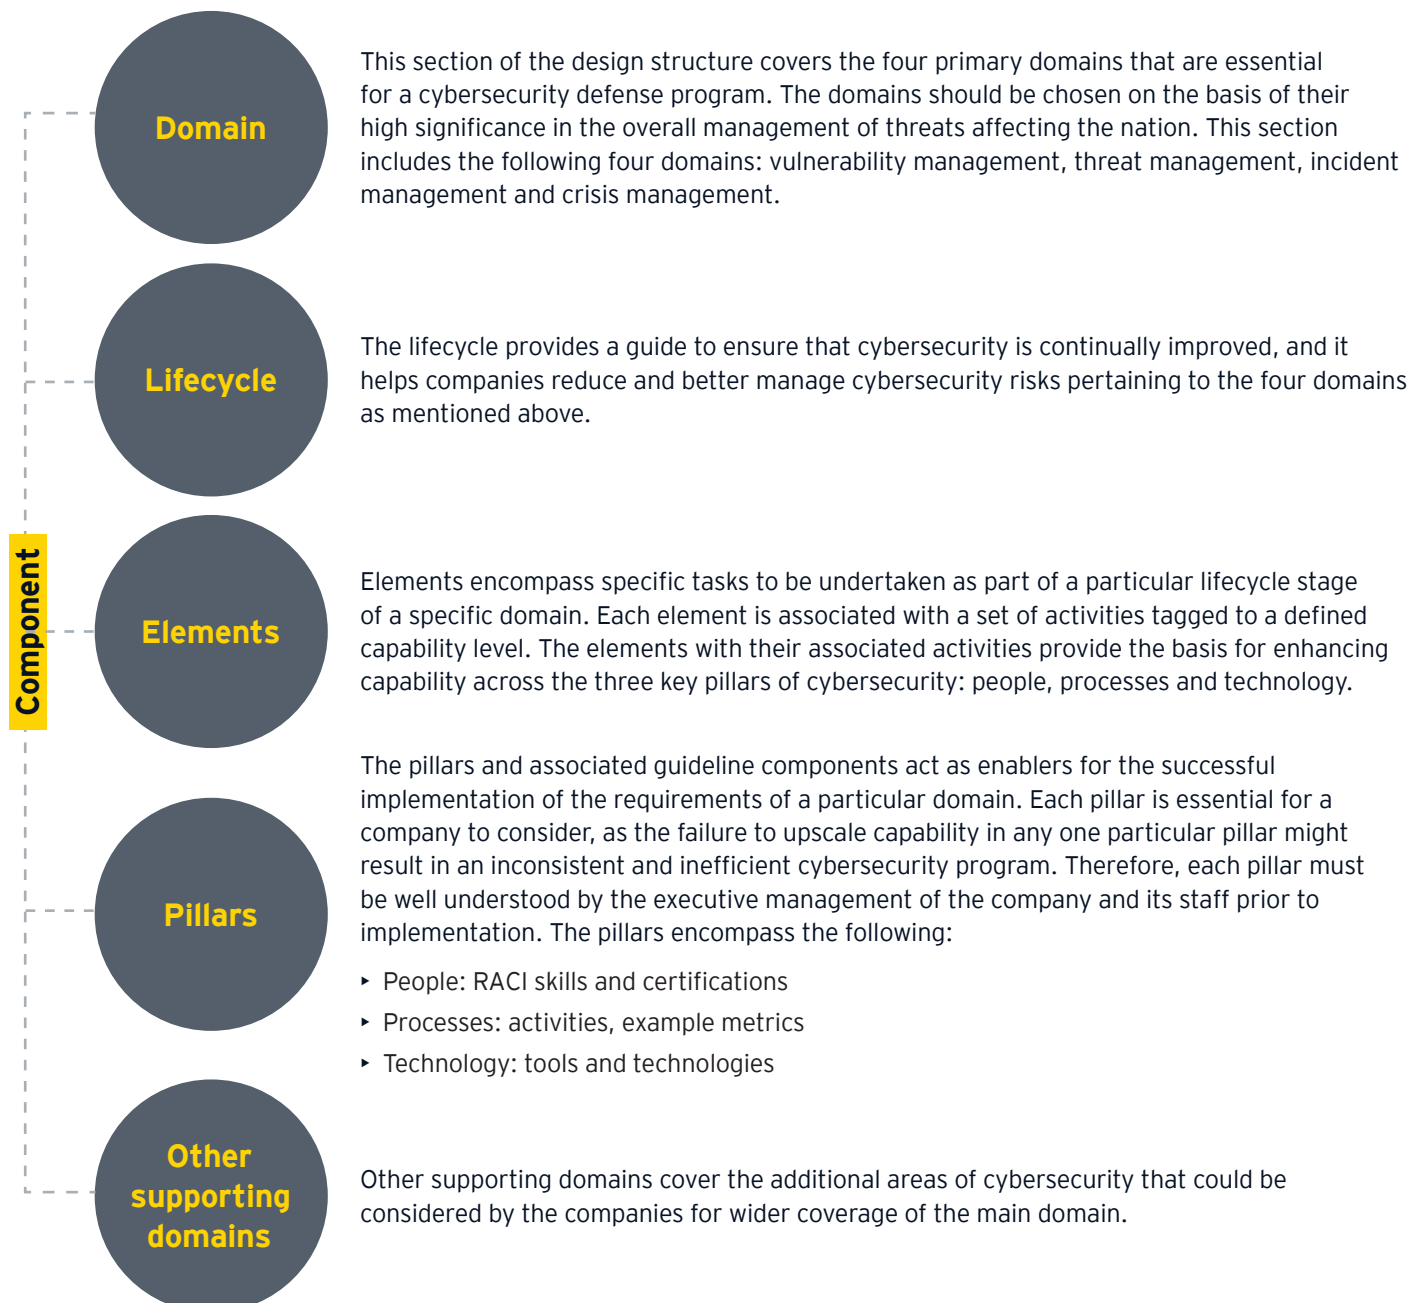 Component
Domain
This section of the design structure covers the four primary domains that are essential
for a cybersecurity defense program. The domains should be chosen on the basis of their
high significance in the overall management of threats affecting the nation. This section
includes the following four domains: vulnerability management, threat management, incident
management and crisis management.
Lifecycle
The lifecycle provides a guide to ensure that cybersecurity is continually improved, and it
helps companies reduce and better manage cybersecurity risks pertaining to the four domains
as mentioned above.
Elements
Elements encompass specific tasks to be undertaken as part of a particular lifecycle stage
of a specific domain. Each element is associated with a set of activities tagged to a defined
capability level. The elements with their associated activities provide the basis for enhancing
capability across the three key pillars of cybersecurity: people, processes and technology.
Pillars
The pillars and associated guideline components act as enablers for the successful
implementation of the requirements of a particular domain. Each pillar is essential for a
company to consider, as the failure to upscale capability in any one particular pillar might
result in an inconsistent and inefficient cybersecurity program. Therefore, each pillar must
be well understood by the executive management of the company and its staff prior to
implementation. The pillars encompass the following:
‣ People: RACI skills and certifications
‣ Processes: activities, example metrics
‣ Technology: tools and technologies
Other
supporting
domains
Other supporting domains cover the additional areas of cybersecurity that could be
considered by the companies for wider coverage of the main domain.